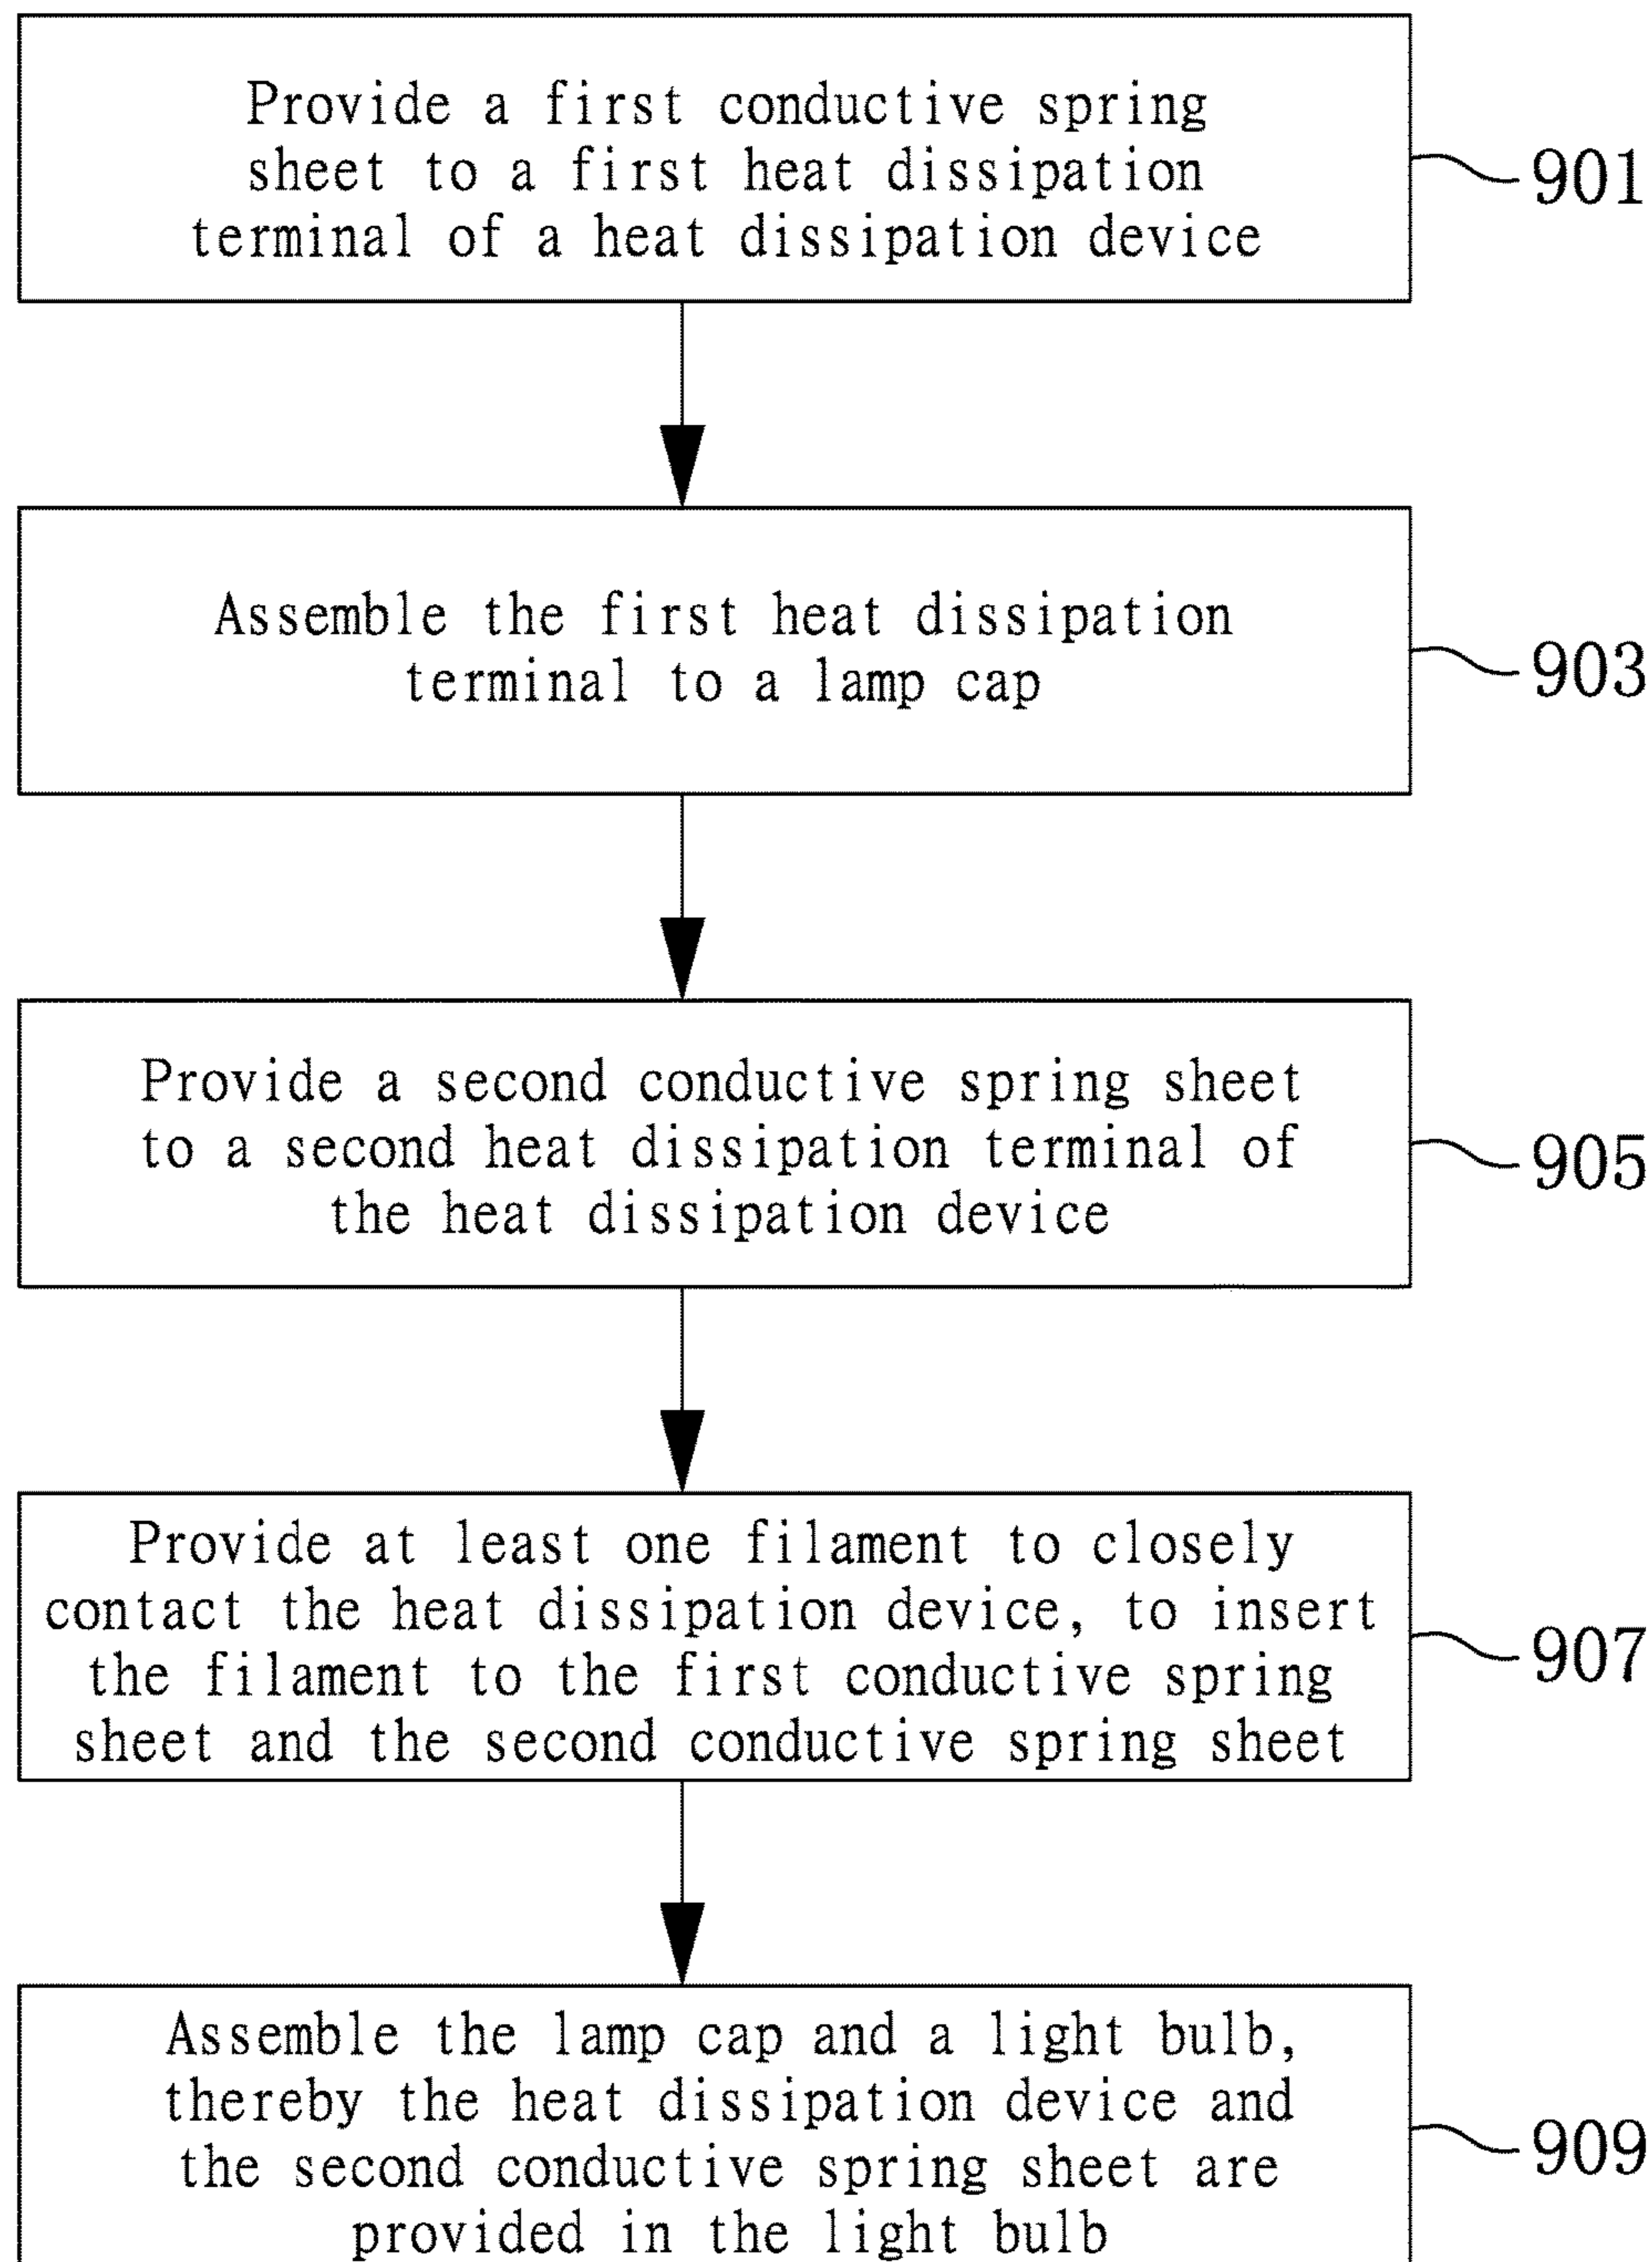 Provide a first conductive spring
sheet to a first heat dissipation
terminal of a heat dissipation device
901
Assemble the first heat dissipation
terminal to a lamp cap
903
Provide a second conductive spring sheet
to a second heat dissipation terminal of
the heat dissipation device
905
Provide at least one filament to closely
contact the heat dissipation device, to insert
the filament to the first conductive spring
sheet and the second conductive spring sheet
907
Assemble the lamp cap and a light bulb,
thereby the heat dissipation device and
the second conductive spring sheet are
provided in the light bulb
909